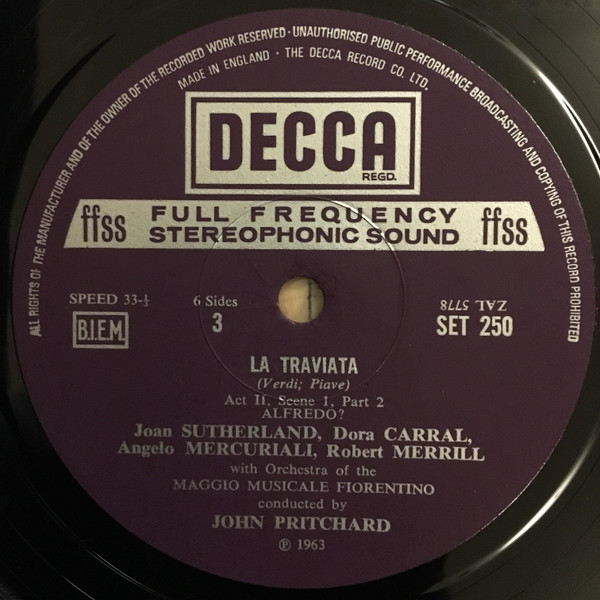 ALL RIGHTS OF THE MANUFACTURER AND OF THE OWNER OF THE RECORDED WORK RESERVED · UNAUTHORISED PUBLIC PERFORMANCE BROADCASTING AND COPYING OF THIS RECORD PROHIBITED
MADE IN ENGLAND · THE DECCA RECORD CO. LTD.
DECCA
REGD.
ffss FULL FREQUENCY ffss
STEREOPHONIC SOUND
SPEED 33-⅓
6 Sides
ZAL 5778
B.I.E.M.
3
SET 250
LA TRAVIATA
(Verdi; Piave)
Act II, Scene 1, Part 2
ALFREDO?
Joan SUTHERLAND, Dora CARRAL,
Angelo MERCURIALI, Robert MERRILL
with Orchestra of the
MAGGIO MUSICALE FIORENTINO
conducted by
JOHN PRITCHARD
℗ 1963